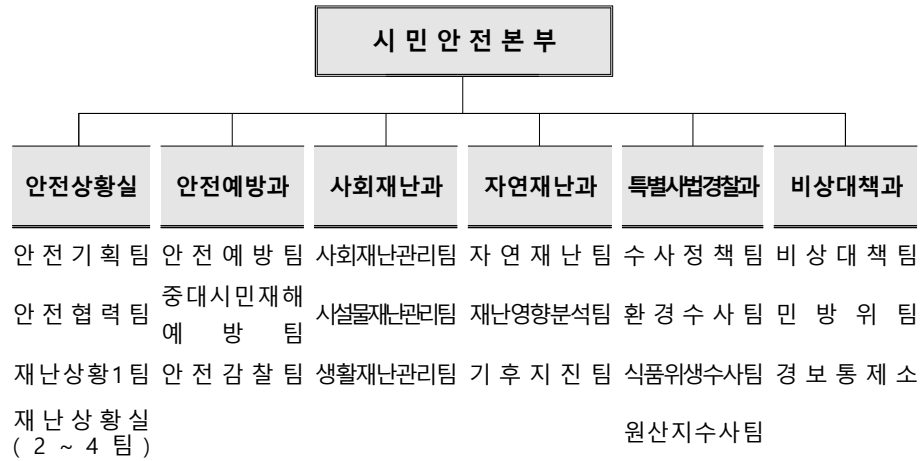 시민안전본부
안전상황실 안전예방과 사회재난과 자연재난과 특별사법경찰과 비상대책과
안전기획팀 안전예방팀 사회재난관리팀 자연재난팀 수사정책팀 비상대책팀
안전협력팀 중대시민재해 시설물재난관리팀 재난영향분석팀 환경수사팀 민방위팀
예방팀
재난상황1팀 안전감찰팀 생활재난관리팀 기후지진팀 식품위생수사팀 경보통제소
재난상황실 원산지수사팀
(2~4팀)